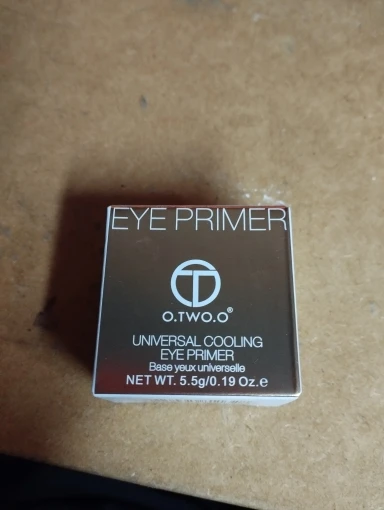 EYE PRIMER
O.TWO.O®
UNIVERSAL COOLING
EYE PRIMER
Base yeux universelle
NET WT. 5.5g/0.19 Oz.e